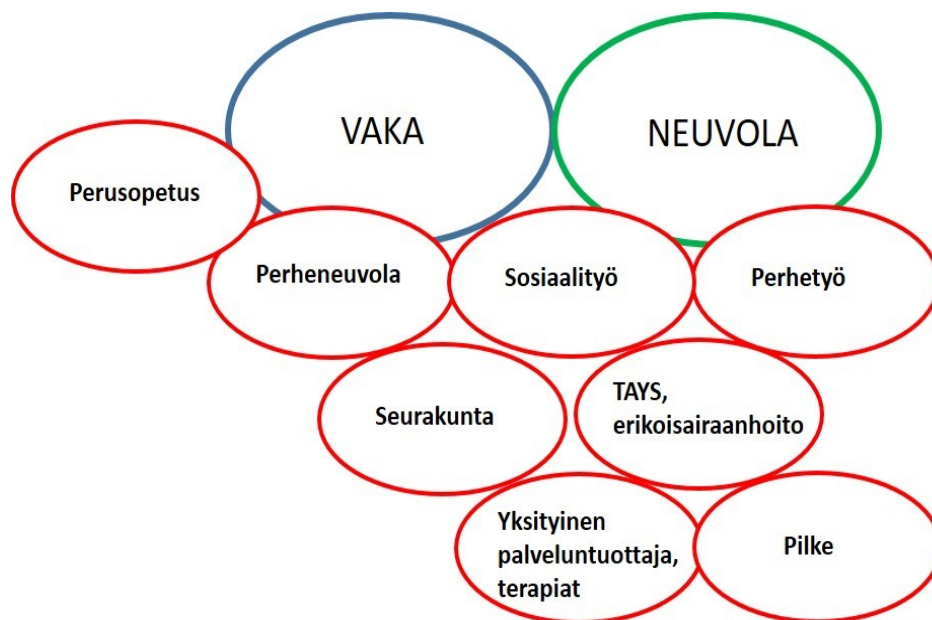 VAKA
NEUVOLA
Perusopetus
Perheneuvola
Sosiaalityö
Perhetyö
Seurakunta
TAYS,
erikoisairaanhoito
Yksityinen
palveluntuottaja,
terapiat
Pilke